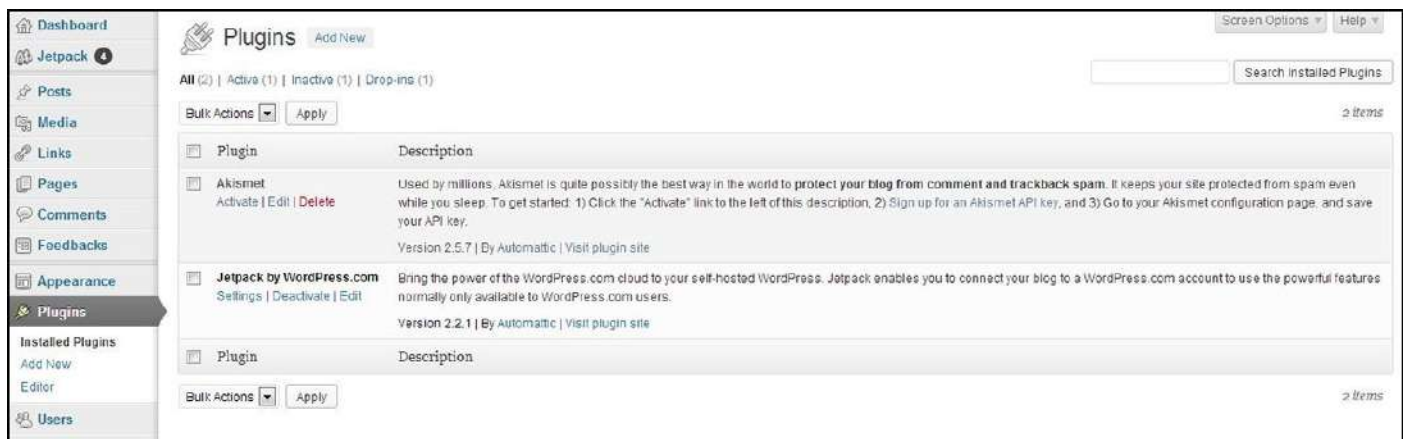 Dashboard
Jetpack 4
Posts
Media
Links
Pages
Comments
Feedbacks
Appearance
Plugins
Installed Plugins
Add New
Editor
Users
Screen Options Help
Plugins Add New
All (2) | Active (1) | Inactive (1) | Drop-ins (1)
Search Installed Plugins
Bulk Actions Apply
2 items
Plugin Description
Akismet
Activate | Edit | Delete
Used by millions, Akismet is quite possibly the best way in the world to protect your blog from comment and trackback spam. It keeps your site protected from spam even
while you sleep. To get started: 1) Click the "Activate" link to the left of this description, 2) Sign up for an Akismet API key, and 3) Go to your Akismet configuration page, and save
your API key.
Version 2.5.7 | By Automattic | Visit plugin site
Jetpack by WordPress.com
Settings | Deactivate | Edit
Bring the power of the WordPress.com cloud to your self-hosted WordPress. Jetpack enables you to connect your blog to a WordPress.com account to use the powerful features
normally only available to WordPress.com users.
Version 2.2.1 | By Automattic | Visit plugin site
Plugin Description
Bulk Actions Apply
2 items